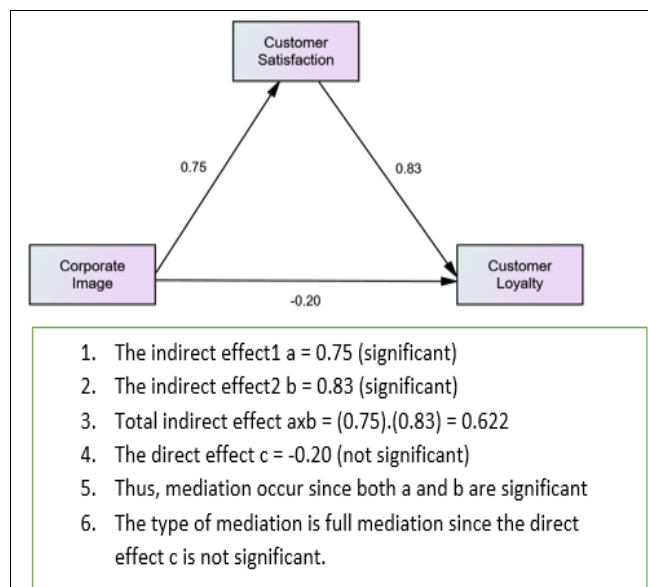 Customer
Satisfaction
0.75
0.83
Corporate
Image
Customer
Loyalty
-0.20
1. The indirect effect1 a = 0.75 (significant)
2. The indirect effect2 b = 0.83 (significant)
3. Total indirect effect axb = (0.75).(0.83) = 0.622
4. The direct effect c = -0.20 (not significant)
5. Thus, mediation occur since both a and b are significant
6. The type of mediation is full mediation since the direct
effect c is not significant.